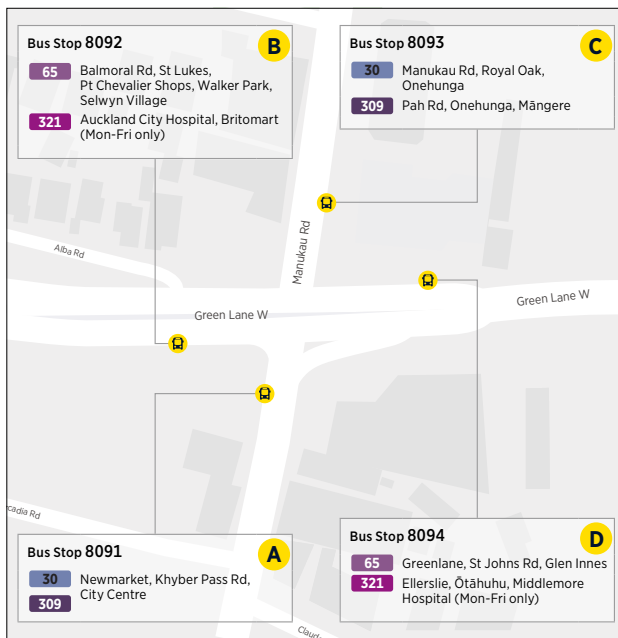 Bus Stop 8092
B
65
Balmoral Rd, St Lukes,
Pt Chevalier Shops, Walker Park,
Selwyn Village
321
Auckland City Hospital, Britomart
(Mon-Fri only)
Bus Stop 8093
C
30
Manukau Rd, Royal Oak,
Onehunga
309
Pah Rd, Onehunga, Māngere
Alba Rd
Manukau Rd
Green Lane W
Green Lane W
cadia Rd
Bus Stop 8091
A
30
309
Newmarket, Khyber Pass Rd,
City Centre
Bus Stop 8094
D
65
Greenlane, St Johns Rd, Glen Innes
321
Ellerslie, Ōtāhuhu, Middlemore
Hospital (Mon-Fri only)
Claud